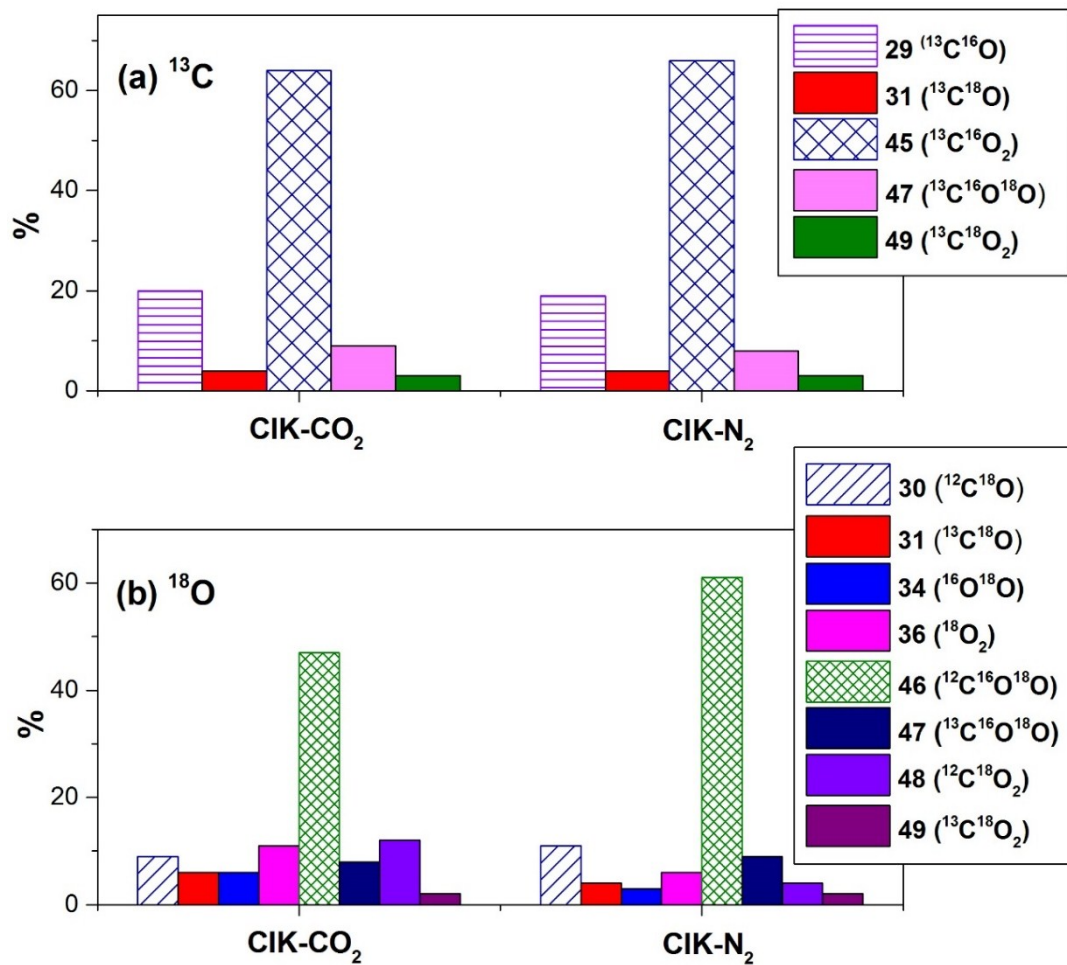 (a) ¹³C
%
60
40
20
0
CIK-CO₂
CIK-N₂
29 (¹³C¹⁶O)
31 (¹³C¹⁸O)
45 (¹³C¹⁶O₂)
47 (¹³C¹⁶O¹⁸O)
49 (¹³C¹⁸O₂)
(b) ¹⁸O
%
60
40
20
0
CIK-CO₂
CIK-N₂
30 (¹²C¹⁸O)
31 (¹³C¹⁸O)
34 (¹⁶O¹⁸O)
36 (¹⁸O₂)
46 (¹²C¹⁶O¹⁸O)
47 (¹³C¹⁶O¹⁸O)
48 (¹²C¹⁸O₂)
49 (¹³C¹⁸O₂)